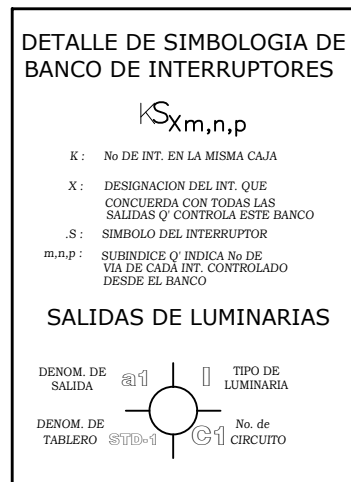 DETALLE DE SIMBOLOGIA DE
BANCO DE INTERRUPTORES
KSXm,n,p
K : No DE INT. EN LA MISMA CAJA
X : DESIGNACION DEL INT. QUE
CONCUERDA CON TODAS LAS
SALIDAS Q' CONTROLA ESTE BANCO
.S : SIMBOLO DEL INTERRUPTOR
m,n,p : SUBINDICE Q' INDICA No DE
VIA DE CADA INT. CONTROLADO
DESDE EL BANCO
SALIDAS DE LUMINARIAS
DENOM. DE
SALIDA
a1
I
TIPO DE
LUMINARIA
DENOM. DE
TABLERO
STD-1
C1
No. de
CIRCUITO